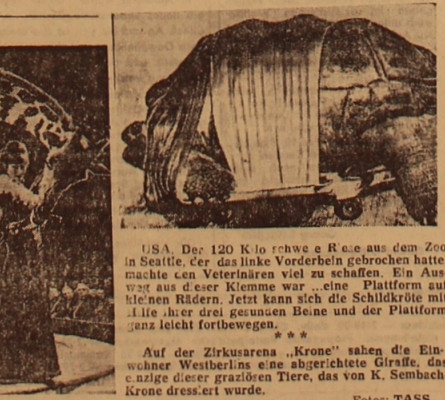 USA. Der 120 Kilo schwe e Riese aus dem Zoo
in Seattle, der das linke Vorderbein gebrochen hatte
machte den Veterinären viel zu schaffen. Ein Aus
weg aus dieser Klemme war ...eine Plattform auf
kleinen Rädern. Jetzt kann sich die Schildkröte mit
Hilfe ihrer drei gesunden Beine und der Plattform
ganz leicht fortbewegen.
***
Auf der Zirkusarena „Krone" sahen die Ein-
wohner Westberlins eine abgerichtete Giraffe, das
einzige dieser graziösen Tiere, das von K. Sembach
Krone dressiert wurde.
Fotos: TASS